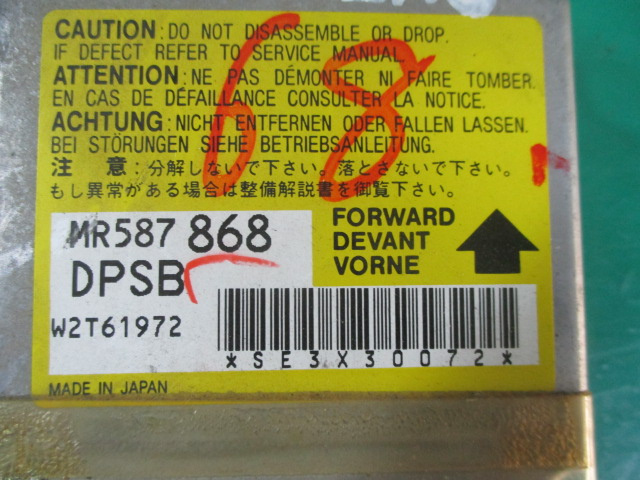 CAUTION : DO NOT DISASSEMBLE OR DROP.
IF DEFECT REFER TO SERVICE MANUAL.
ATTENTION : NE PAS DÉMONTER NI FAIRE TOMBER.
EN CAS DE DÉFAILLANCE CONSULTER LA NOTICE.
ACHTUNG : NICHT ENTFERNEN ODER FALLEN LASSEN.
BEI STÖRUNGEN SIEHE BETRIEBSANLEITUNG.
注 意 : 分解しないで下さい。落とさないで下さい。
もし異常がある場合は整備解説書を御覧下さい。
68
MR587 868
DPSB
W2T61972
FORWARD
DEVANT
VORNE
*SE3X30072*
MADE IN JAPAN